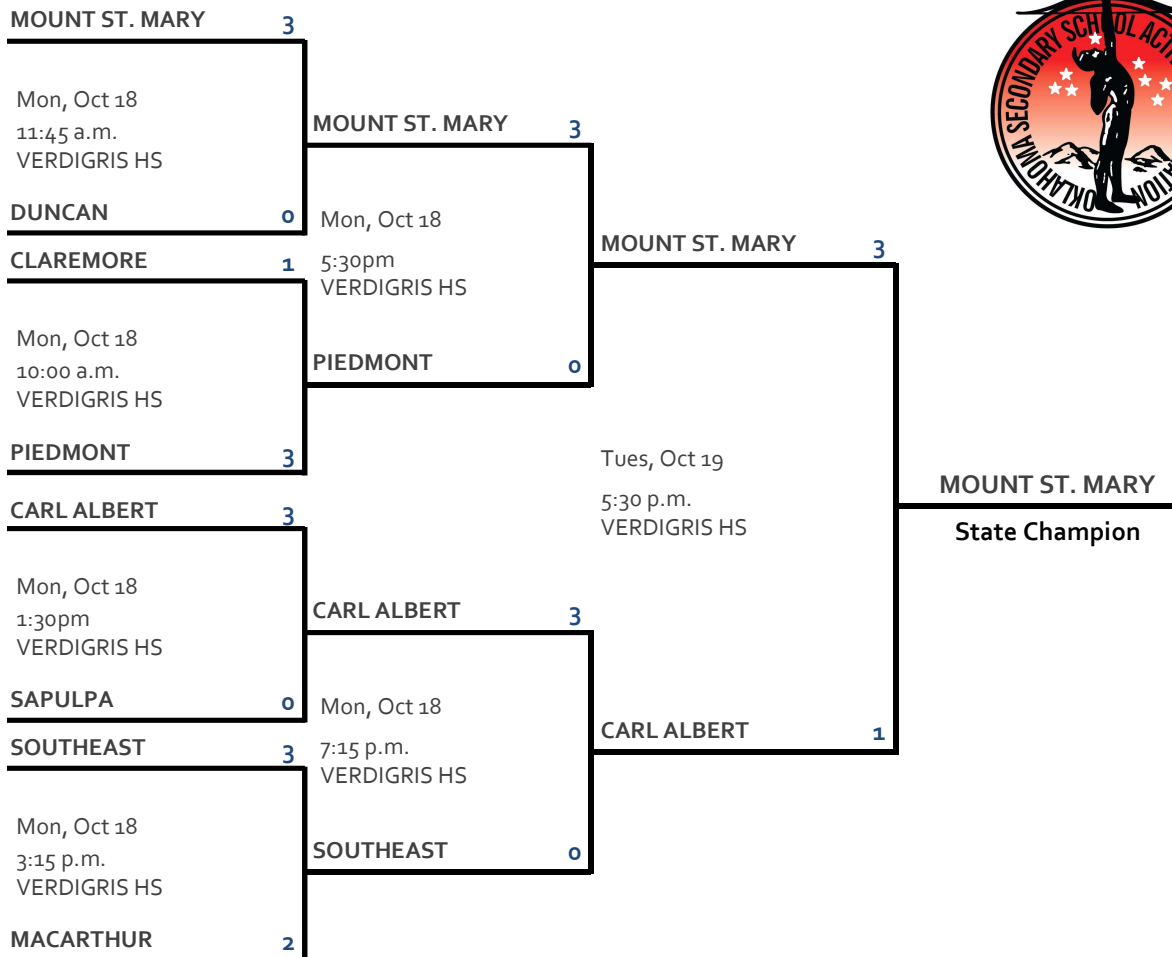 MOUNT ST. MARY 3
Mon, Oct 18
11:45 a.m.
VERDIGRIS HS
DUNCAN 0
CLAREMORE 1
Mon, Oct 18
10:00 a.m.
VERDIGRIS HS
PIEDMONT 3
CARL ALBERT 3
Mon, Oct 18
1:30pm
VERDIGRIS HS
SAPULPA 0
SOUTHEAST 3
Mon, Oct 18
3:15 p.m.
VERDIGRIS HS
MACARTHUR 2
MOUNT ST. MARY 3
Mon, Oct 18
5:30pm
VERDIGRIS HS
PIEDMONT 0
CARL ALBERT 3
Mon, Oct 18
7:15 p.m.
VERDIGRIS HS
SOUTHEAST 0
MOUNT ST. MARY 3
Tues, Oct 19
5:30 p.m.
VERDIGRIS HS
CARL ALBERT 1
MOUNT ST. MARY
State Champion
OKLAHOMA SECONDARY SCHOOL